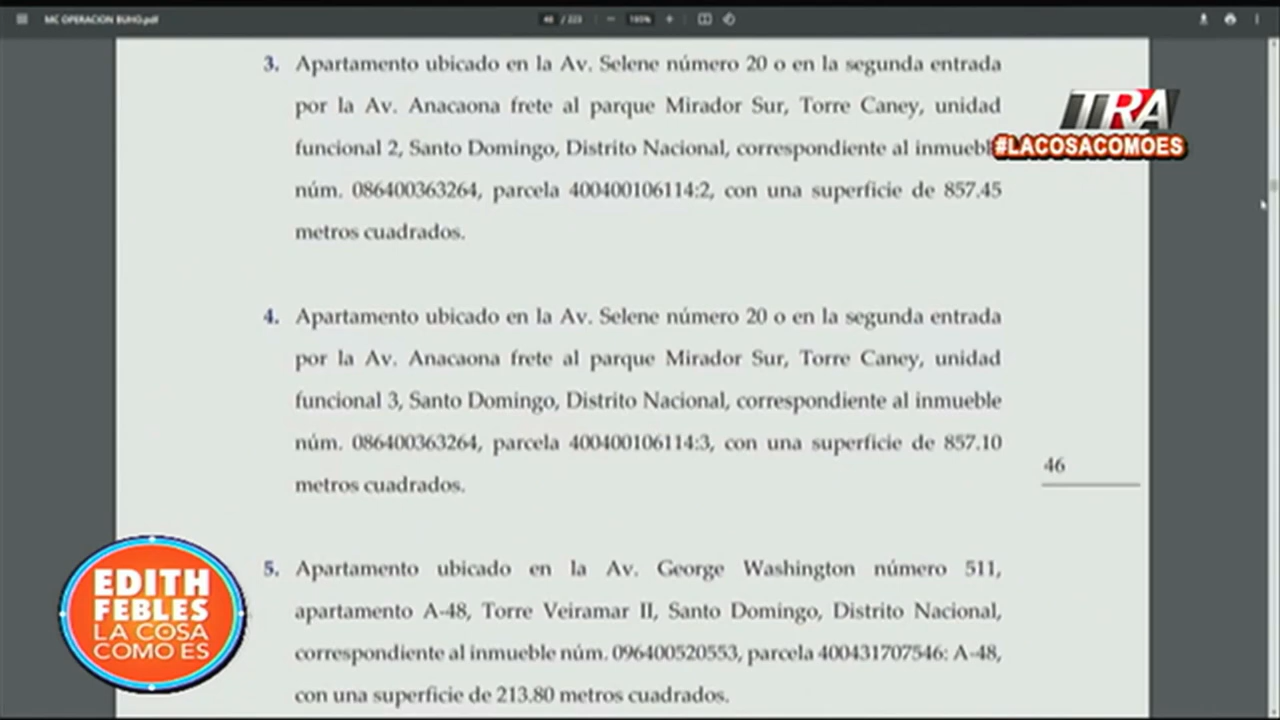 MC OPERACION BUHO.pdf
46 / 223
3. Apartamento ubicado en la Av. Selene número 20 o en la segunda entrada
por la Av. Anacaona frete al parque Mirador Sur, Torre Caney, unidad
funcional 2, Santo Domingo, Distrito Nacional, correspondiente al inmueble
núm. 086400363264, parcela 400400106114:2, con una superficie de 857.45
metros cuadrados.
TRA
#LACOSACOMOES
4. Apartamento ubicado en la Av. Selene número 20 o en la segunda entrada
por la Av. Anacaona frete al parque Mirador Sur, Torre Caney, unidad
funcional 3, Santo Domingo, Distrito Nacional, correspondiente al inmueble
núm. 086400363264, parcela 400400106114:3, con una superficie de 857.10
metros cuadrados.
46
5. Apartamento ubicado en la Av. George Washington número 511,
apartamento A-48, Torre Veiramar II, Santo Domingo, Distrito Nacional,
correspondiente al inmueble núm. 096400520553, parcela 400431707546: A-48,
con una superficie de 213.80 metros cuadrados.
EDITH
FEBLES
LA COSA
COMO ES